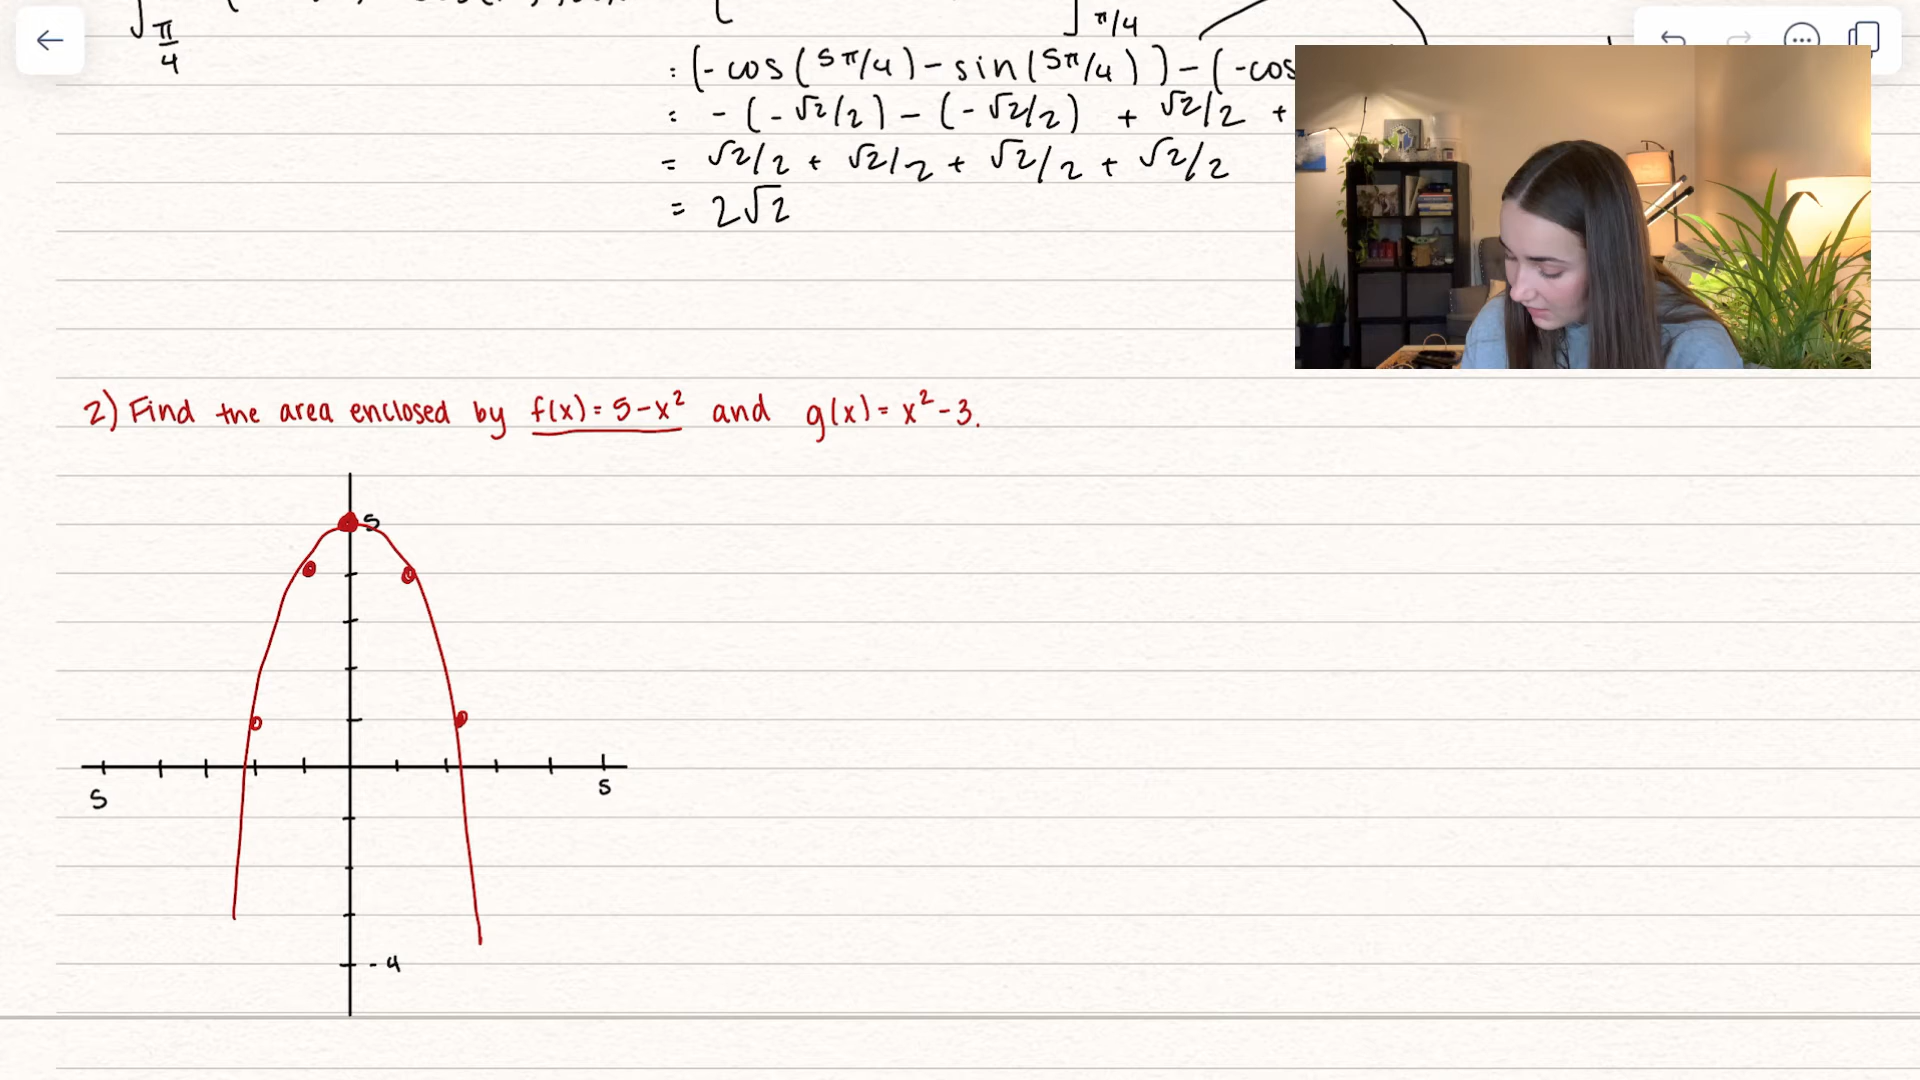 π/4
π/4
= (-cos(5π/4) - sin(5π/4)) - (-cos
= -(-√2/2) - (-√2/2) + √2/2 +
= √2/2 + √2/2 + √2/2 + √2/2
= 2√2
2) Find the area enclosed by f(x) = 5-x² and g(x) = x²-3.
5
5
5
-4